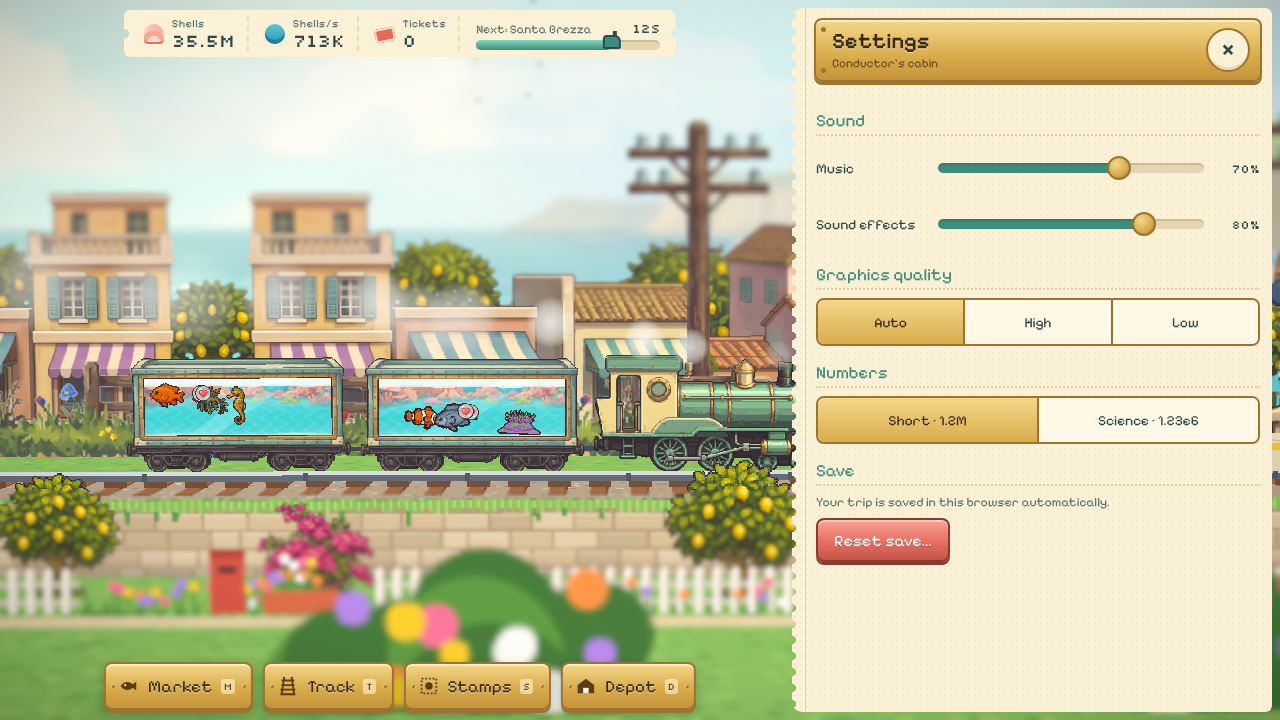 Shells
35.5M
Shells/s
713K
Tickets
0
Next: Santa Brezza
12s
Settings
Conductor's cabin
×
Sound
Music
70%
Sound effects
80%
Graphics quality
Auto
High
Low
Numbers
Short · 1.2M
Science · 1.23e6
Save
Your trip is saved in this browser automatically.
Reset save...
Market M
Track T
Stamps S
Depot D